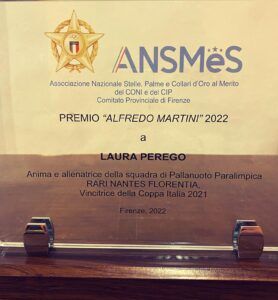 ANSMeS
Associazione Nazionale Stelle, Palme e Collari d'Oro al Merito
del CONI e del CIP
Comitato Provinciale di Firenze
PREMIO "ALFREDO MARTINI" 2022
a
LAURA PEREGO
Anima e allenatrice della squadra di Pallanuoto Paralimpica
RARI NANTES FLORENTIA,
Vincitrice della Coppa Italia 2021
Firenze, 2022